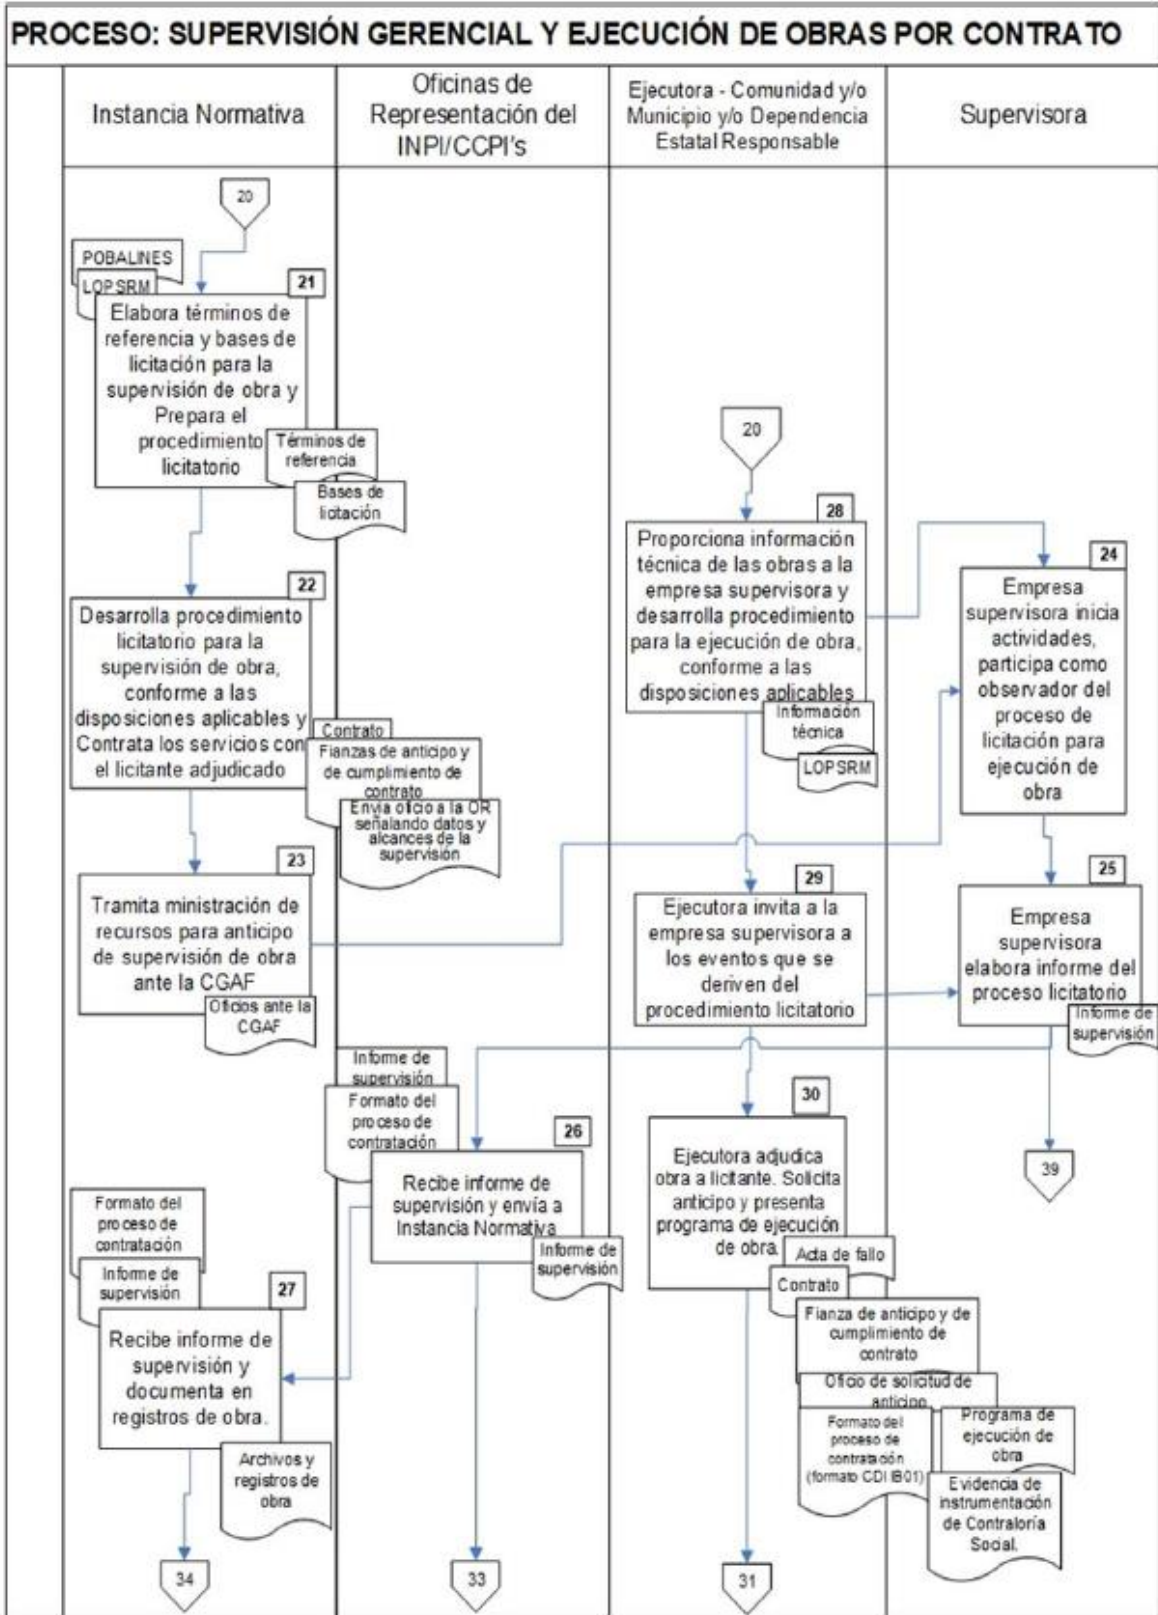 PROCESO: SUPERVISIÓN GERENCIAL Y EJECUCIÓN DE OBRAS POR CONTRATO
Instancia Normativa
Oficinas de
Representación del
INPI/CCPI's
Ejecutora - Comunidad y/o
Municipio y/o Dependencia
Estatal Responsable
Supervisora
20
POBALINES
LOPSRM
21
Elabora términos de
referencia y bases de
licitación para la
supervisión de obra y
Prepara el
procedimiento
licitatorio
Términos de
referencia
Bases de
licitación
22
Desarrolla procedimiento
licitatorio para la
supervisión de obra,
conforme a las
disposiciones aplicables y
Contrata los servicios con
el licitante adjudicado
Contrato
Fianzas de anticipo y
de cumplimiento de
contrato
Envía oficio a la OR
señalando datos y
alcances de la
supervisión
23
Tramita ministración de
recursos para anticipo
de supervisión de obra
ante la CGAF
Oficios ante la
CGAF
20
28
Proporciona información
técnica de las obras a la
empresa supervisora y
desarrolla procedimiento
para la ejecución de obra,
conforme a las
disposiciones aplicables
Información
técnica
LOPSRM
24
Empresa
supervisora inicia
actividades,
participa como
observador del
proceso de
licitación para
ejecución de
obra
29
Ejecutora invita a la
empresa supervisora a
los eventos que se
deriven del
procedimiento licitatorio
25
Empresa
supervisora
elabora informe del
proceso licitatorio
Informe de
supervisión
39
Informe de
supervisión
Formato del
proceso de
contratación
26
Recibe informe de
supervisión y envía a
Instancia Normativa
Informe de
supervisión
33
Formato del
proceso de
contratación
Informe de
supervisión
27
Recibe informe de
supervisión y
documenta en
registros de obra.
Archivos y
registros de
obra
34
30
Ejecutora adjudica
obra a licitante. Solicita
anticipo y presenta
programa de ejecución
de obra.
Acta de fallo
Contrato
Fianza de anticipo y de
cumplimiento de
contrato
Oficio de solicitud de
anticipo
Formato del
proceso de
contratación
(formato CDI IB01)
Programa de
ejecución de
obra
Evidencia de
instrumentación
de Contraloría
Social.
31